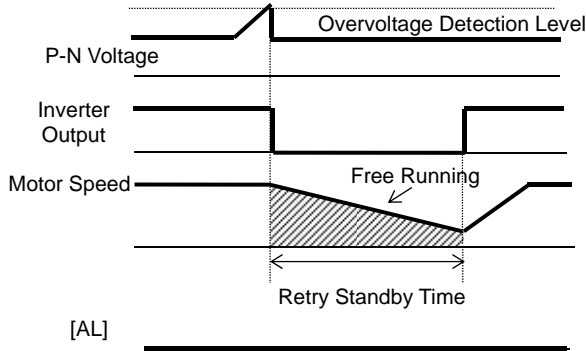 Overvoltage Detection Level
P-N Voltage
Inverter
Output
Motor Speed
Free Running
Retry Standby Time
[AL]